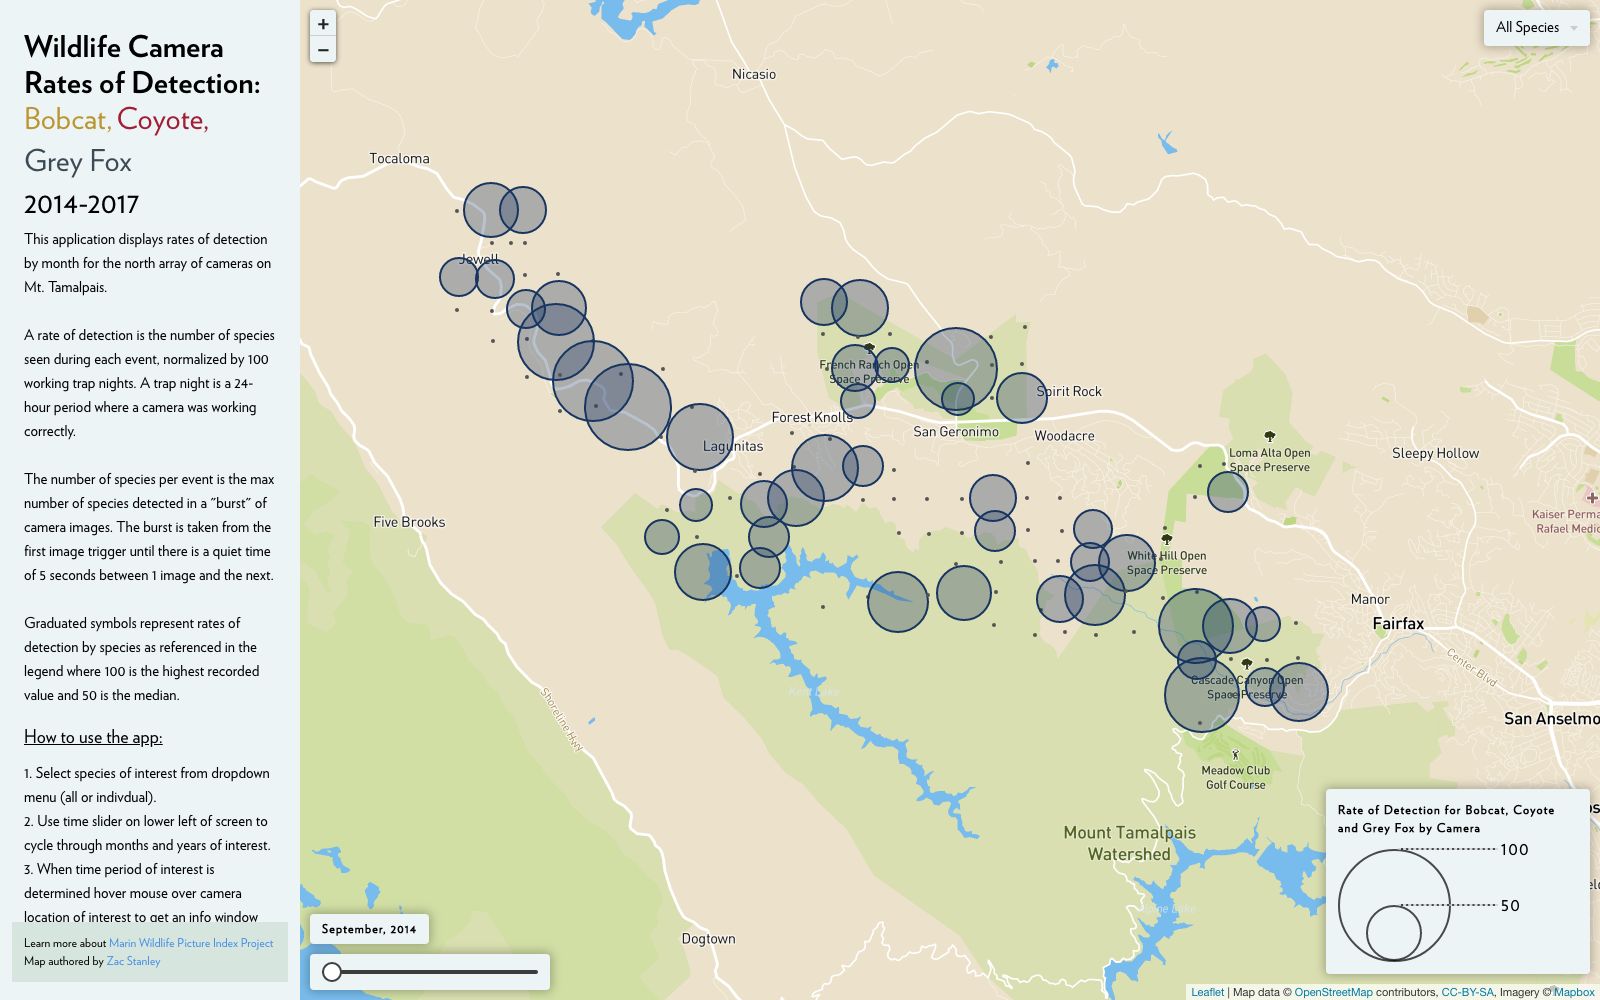 Wildlife Camera
Rates of Detection:
Bobcat, Coyote,
Grey Fox
2014-2017
This application displays rates of detection
by month for the north array of cameras on
Mt. Tamalpais.
A rate of detection is the number of species
seen during each event, normalized by 100
working trap nights. A trap night is a 24-
hour period where a camera was working
correctly.
The number of species per event is the max
number of species detected in a "burst" of
camera images. The burst is taken from the
first image trigger until there is a quiet time
of 5 seconds between 1 image and the next.
Graduated symbols represent rates of
detection by species as referenced in the
legend where 100 is the highest recorded
value and 50 is the median.
How to use the app:
1. Select species of interest from dropdown
menu (all or indivdual).
2. Use time slider on lower left of screen to
cycle through months and years of interest.
3. When time period of interest is
determined hover mouse over camera
location of interest to get an info window
Learn more about Marin Wildlife Picture Index Project
Map authored by Zac Stanley
+
−
All Species
Nicasio
Tocaloma
Jewell
French Ranch Open
Space Preserve
Spirit Rock
Forest Knolls
San Geronimo
Woodacre
Lagunitas
Loma Alta Open
Space Preserve
Sleepy Hollow
Kaiser Perma
Rafael Medic
Five Brooks
White Hill Open
Space Preserve
Manor
Fairfax
Center Blvd
Cascade Canyon Open
Space Preserve
Kent Lake
San Anselmo
Shoreline Hwy
Meadow Club
Golf Course
Mount Tamalpais
Watershed
Alpine Lake
Dogtown
September, 2014
Rate of Detection for Bobcat, Coyote
and Grey Fox by Camera
100
50
Leaflet | Map data © OpenStreetMap contributors, CC-BY-SA, Imagery © Mapbox